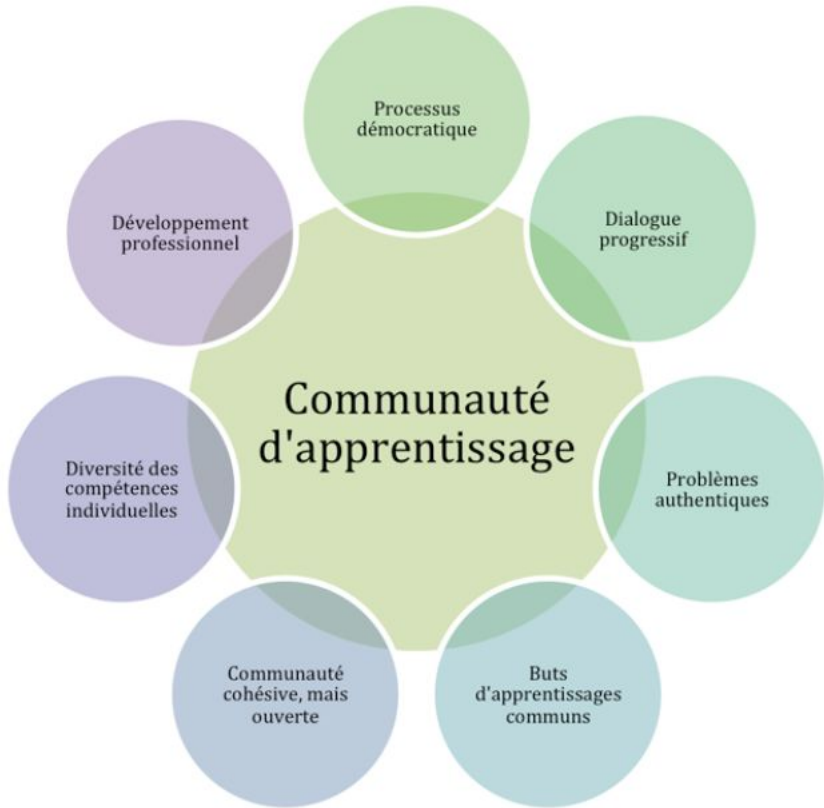 Processus
démocratique
Dialogue
progressif
Développement
professionnel
Communauté
d'apprentissage
Problèmes
authentiques
Diversité des
compétences
individuelles
Communauté
cohésive, mais
ouverte
Buts
d'apprentissages
communs